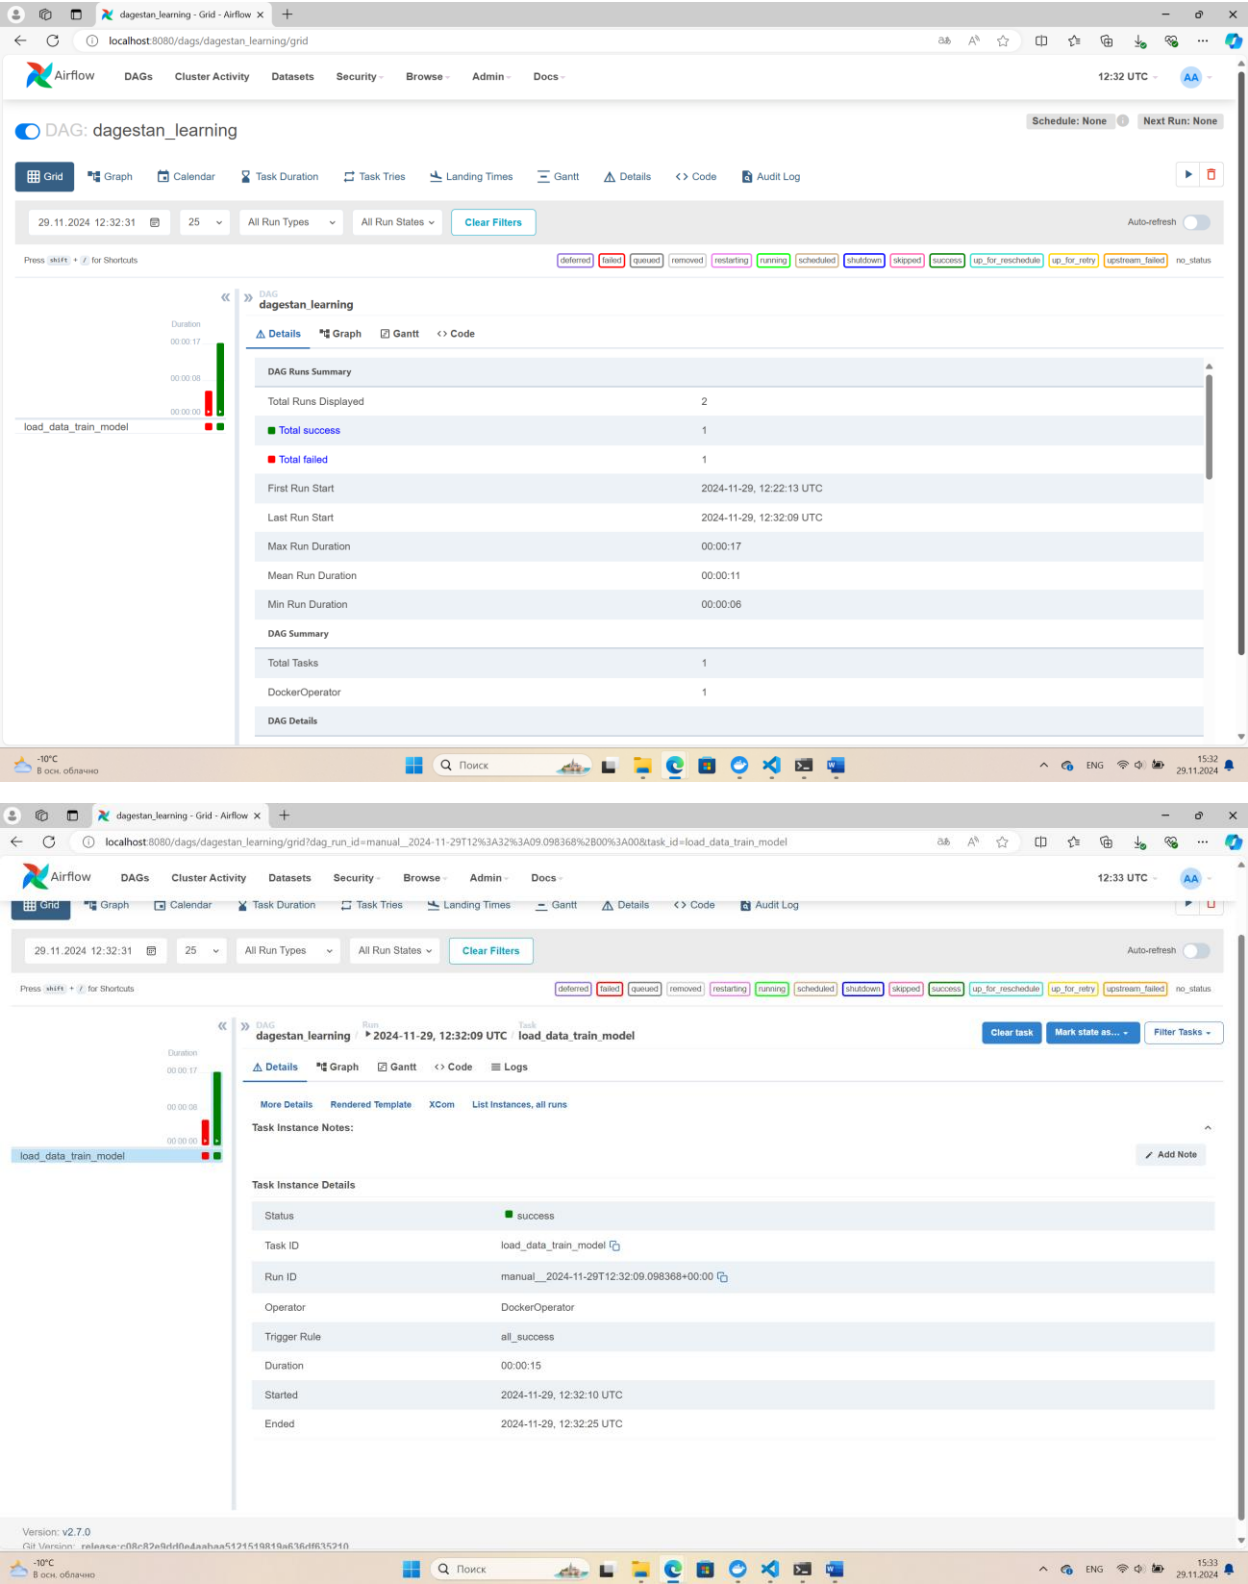 dagestan_learning - Grid - Airflow
localhost:8080/dags/dagestan_learning/grid
Airflow DAGs Cluster Activity Datasets Security Browse Admin Docs 12:32 UTC AA
DAG: dagestan_learning Schedule: None Next Run: None
Grid Graph Calendar Task Duration Task Tries Landing Times Gantt Details <> Code Audit Log
29.11.2024 12:32:31 25 All Run Types All Run States Clear Filters Auto-refresh
Press shift + / for Shortcuts deferred failed queued removed restarting running scheduled shutdown skipped success up_for_reschedule up_for_retry upstream_failed no_status
DAG
dagestan_learning
Duration
00:00:17
00:00:08
00:00:00
load_data_train_model
Details Graph Gantt <> Code
DAG Runs Summary
Total Runs Displayed 2
Total success 1
Total failed 1
First Run Start 2024-11-29, 12:22:13 UTC
Last Run Start 2024-11-29, 12:32:09 UTC
Max Run Duration 00:00:17
Mean Run Duration 00:00:11
Min Run Duration 00:00:06
DAG Summary
Total Tasks 1
DockerOperator 1
DAG Details
-10°C
В осн. облачно
Поиск
ENG
15:32
29.11.2024
dagestan_learning - Grid - Airflow
localhost:8080/dags/dagestan_learning/grid?dag_run_id=manual__2024-11-29T12%3A32%3A09.098368%2B00%3A00&task_id=load_data_train_model
Airflow DAGs Cluster Activity Datasets Security Browse Admin Docs 12:33 UTC AA
Grid Graph Calendar Task Duration Task Tries Landing Times Gantt Details <> Code Audit Log
29.11.2024 12:32:31 25 All Run Types All Run States Clear Filters Auto-refresh
Press shift + / for Shortcuts deferred failed queued removed restarting running scheduled shutdown skipped success up_for_reschedule up_for_retry upstream_failed no_status
DAG Run Task
dagestan_learning / 2024-11-29, 12:32:09 UTC / load_data_train_model
Clear task Mark state as... Filter Tasks
Duration
00:00:17
00:00:08
00:00:00
load_data_train_model
Details Graph Gantt <> Code Logs
More Details Rendered Template XCom List Instances, all runs
Task Instance Notes:
Add Note
Task Instance Details
Status success
Task ID load_data_train_model
Run ID manual__2024-11-29T12:32:09.098368+00:00
Operator DockerOperator
Trigger Rule all_success
Duration 00:00:15
Started 2024-11-29, 12:32:10 UTC
Ended 2024-11-29, 12:32:25 UTC
Version: v2.7.0
Git Version: .release:c08c82e9dd0e4aabaa5121519819a636df635210
-10°C
В осн. облачно
Поиск
ENG
15:33
29.11.2024